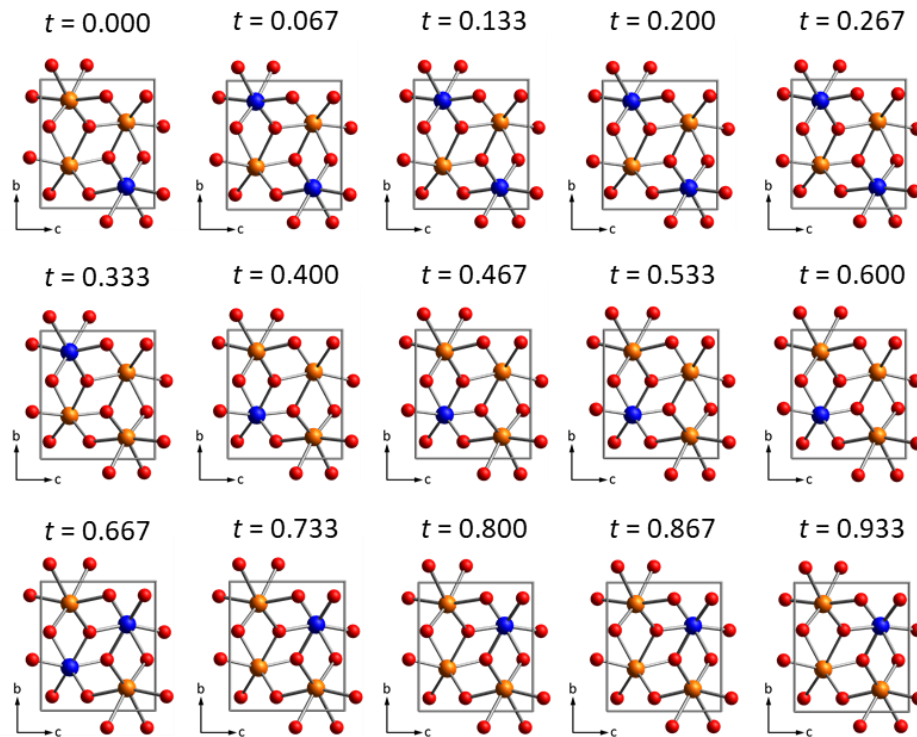 t = 0.000 t = 0.067 t = 0.133 t = 0.200 t = 0.267
b b b b b
c c c c c
t = 0.333 t = 0.400 t = 0.467 t = 0.533 t = 0.600
b b b b b
c c c c c
t = 0.667 t = 0.733 t = 0.800 t = 0.867 t = 0.933
b b b b b
c c c c c